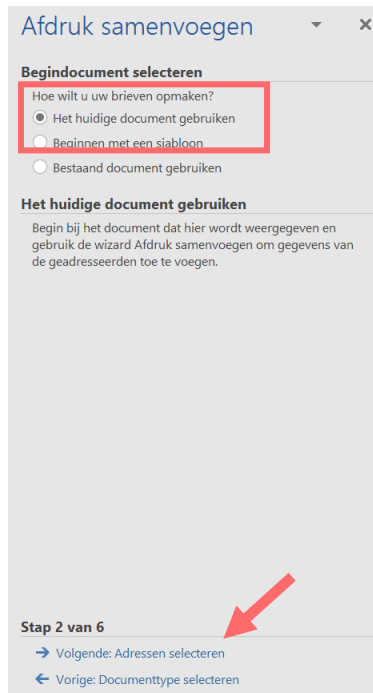 Afdruk samenvoegen
Begindocument selecteren
Hoe wilt u uw brieven opmaken?
Het huidige document gebruiken
Beginnen met een sjabloon
Bestaand document gebruiken
Het huidige document gebruiken
Begin bij het document dat hier wordt weergegeven en
gebruik de wizard Afdruk samenvoegen om gegevens van
de geadresseerden toe te voegen.
Stap 2 van 6
Volgende: Adressen selecteren
Vorige: Documenttype selecteren